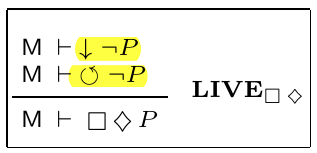 M ⊢ ↓ ¬P
M ⊢ ↺ ¬P
LIVE□ ◇
M ⊢ □ ◇ P